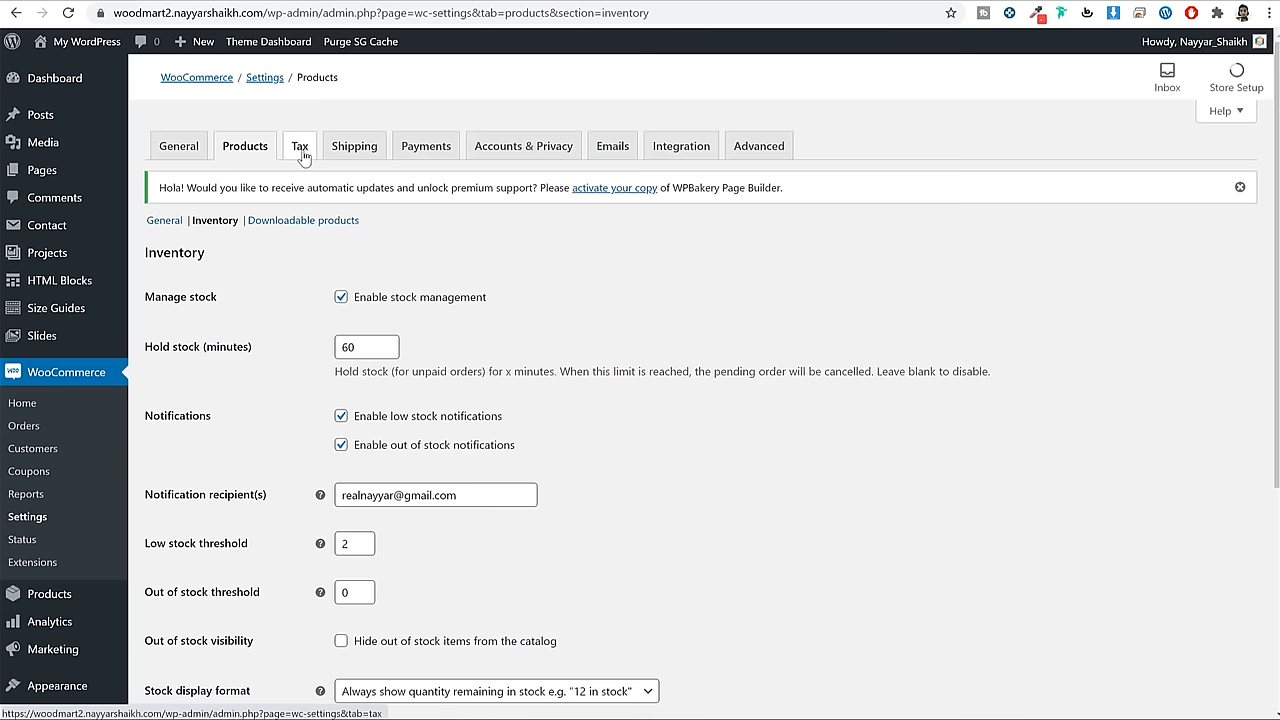 woodmart2.nayyarshaikh.com/wp-admin/admin.php?page=wc-settings&tab=products&section=inventory
My WordPress 0 New Theme Dashboard Purge SG Cache Howdy, Nayyar_Shaikh
Dashboard
Posts
Media
Pages
Comments
Contact
Projects
HTML Blocks
Size Guides
Slides
WooCommerce
Home
Orders
Customers
Coupons
Reports
Settings
Status
Extensions
Products
Analytics
Marketing
Appearance
WooCommerce / Settings / Products
Inbox Store Setup
Help
General Products Tax Shipping Payments Accounts & Privacy Emails Integration Advanced
Hola! Would you like to receive automatic updates and unlock premium support? Please activate your copy of WPBakery Page Builder.
General | Inventory | Downloadable products
Inventory
Manage stock Enable stock management
Hold stock (minutes) 60
Hold stock (for unpaid orders) for x minutes. When this limit is reached, the pending order will be cancelled. Leave blank to disable.
Notifications Enable low stock notifications
Enable out of stock notifications
Notification recipient(s) realnayyar@gmail.com
Low stock threshold 2
Out of stock threshold 0
Out of stock visibility Hide out of stock items from the catalog
Stock display format Always show quantity remaining in stock e.g. "12 in stock"
https://woodmart2.nayyarshaikh.com/wp-admin/admin.php?page=wc-settings&tab=tax